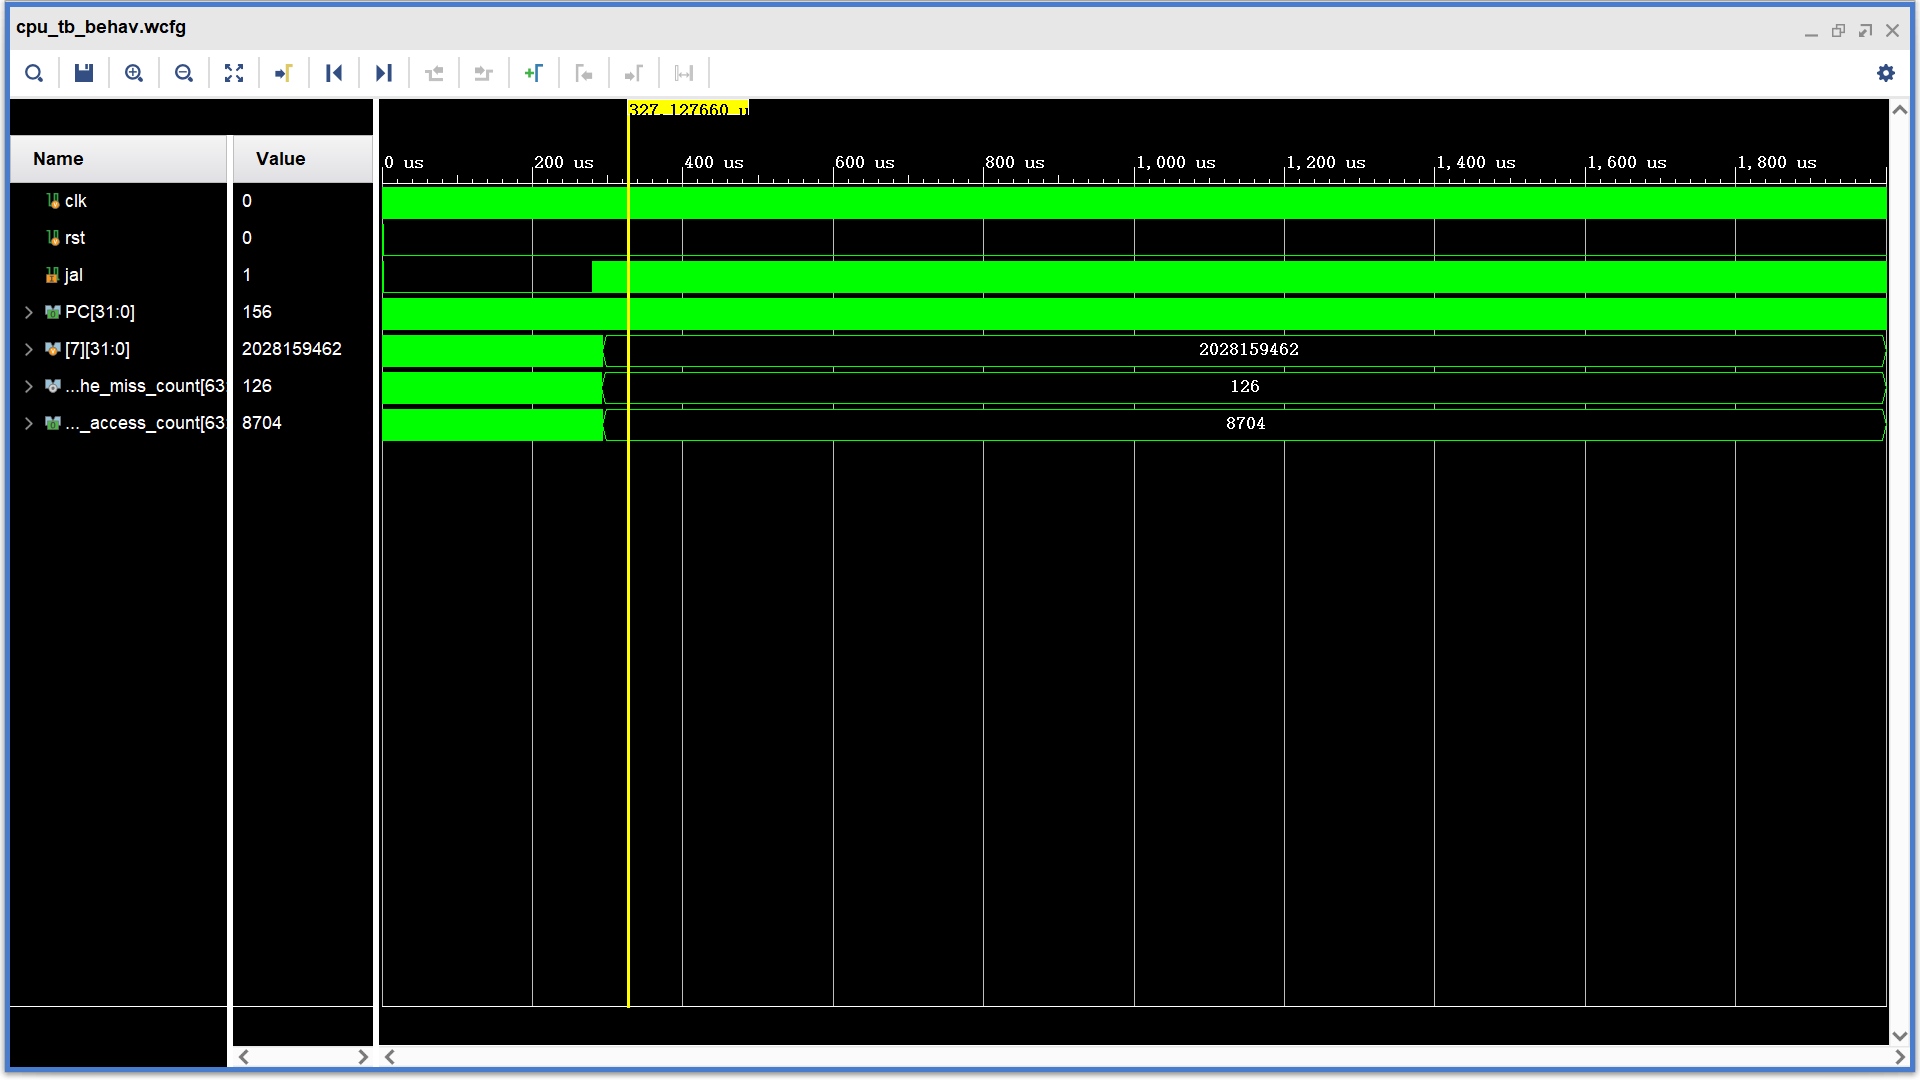 cpu_tb_behav.wcfg
327.127660 u
Name Value
0 us 200 us 400 us 600 us 800 us 1,000 us 1,200 us 1,400 us 1,600 us 1,800 us
clk 0
rst 0
jal 1
PC[31:0] 156
[7][31:0] 2028159462 2028159462
...he_miss_count[63: 126 126
..._access_count[63: 8704 8704